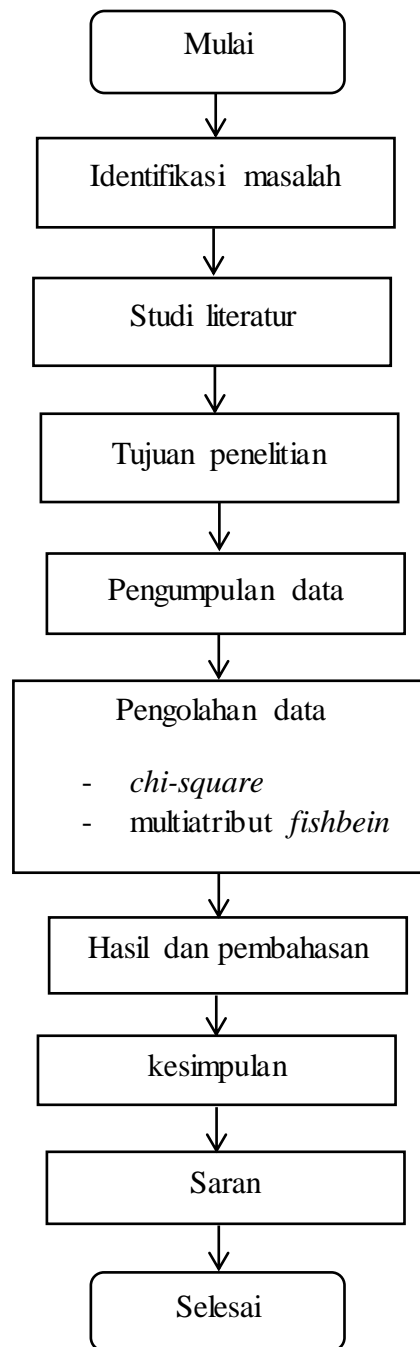 Mulai
Identifikasi masalah
Studi literatur
Tujuan penelitian
Pengumpulan data
Pengolahan data
- chi-square
- multiatribut fishbein
Hasil dan pembahasan
kesimpulan
Saran
Selesai